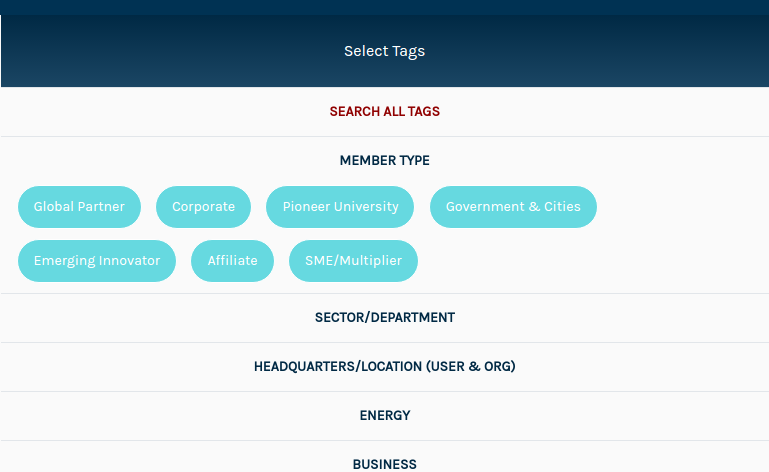 Select Tags
SEARCH ALL TAGS
MEMBER TYPE
Global Partner Corporate Pioneer University Government & Cities
Emerging Innovator Affiliate SME/Multiplier
SECTOR/DEPARTMENT
HEADQUARTERS/LOCATION (USER & ORG)
ENERGY
BUSINESS